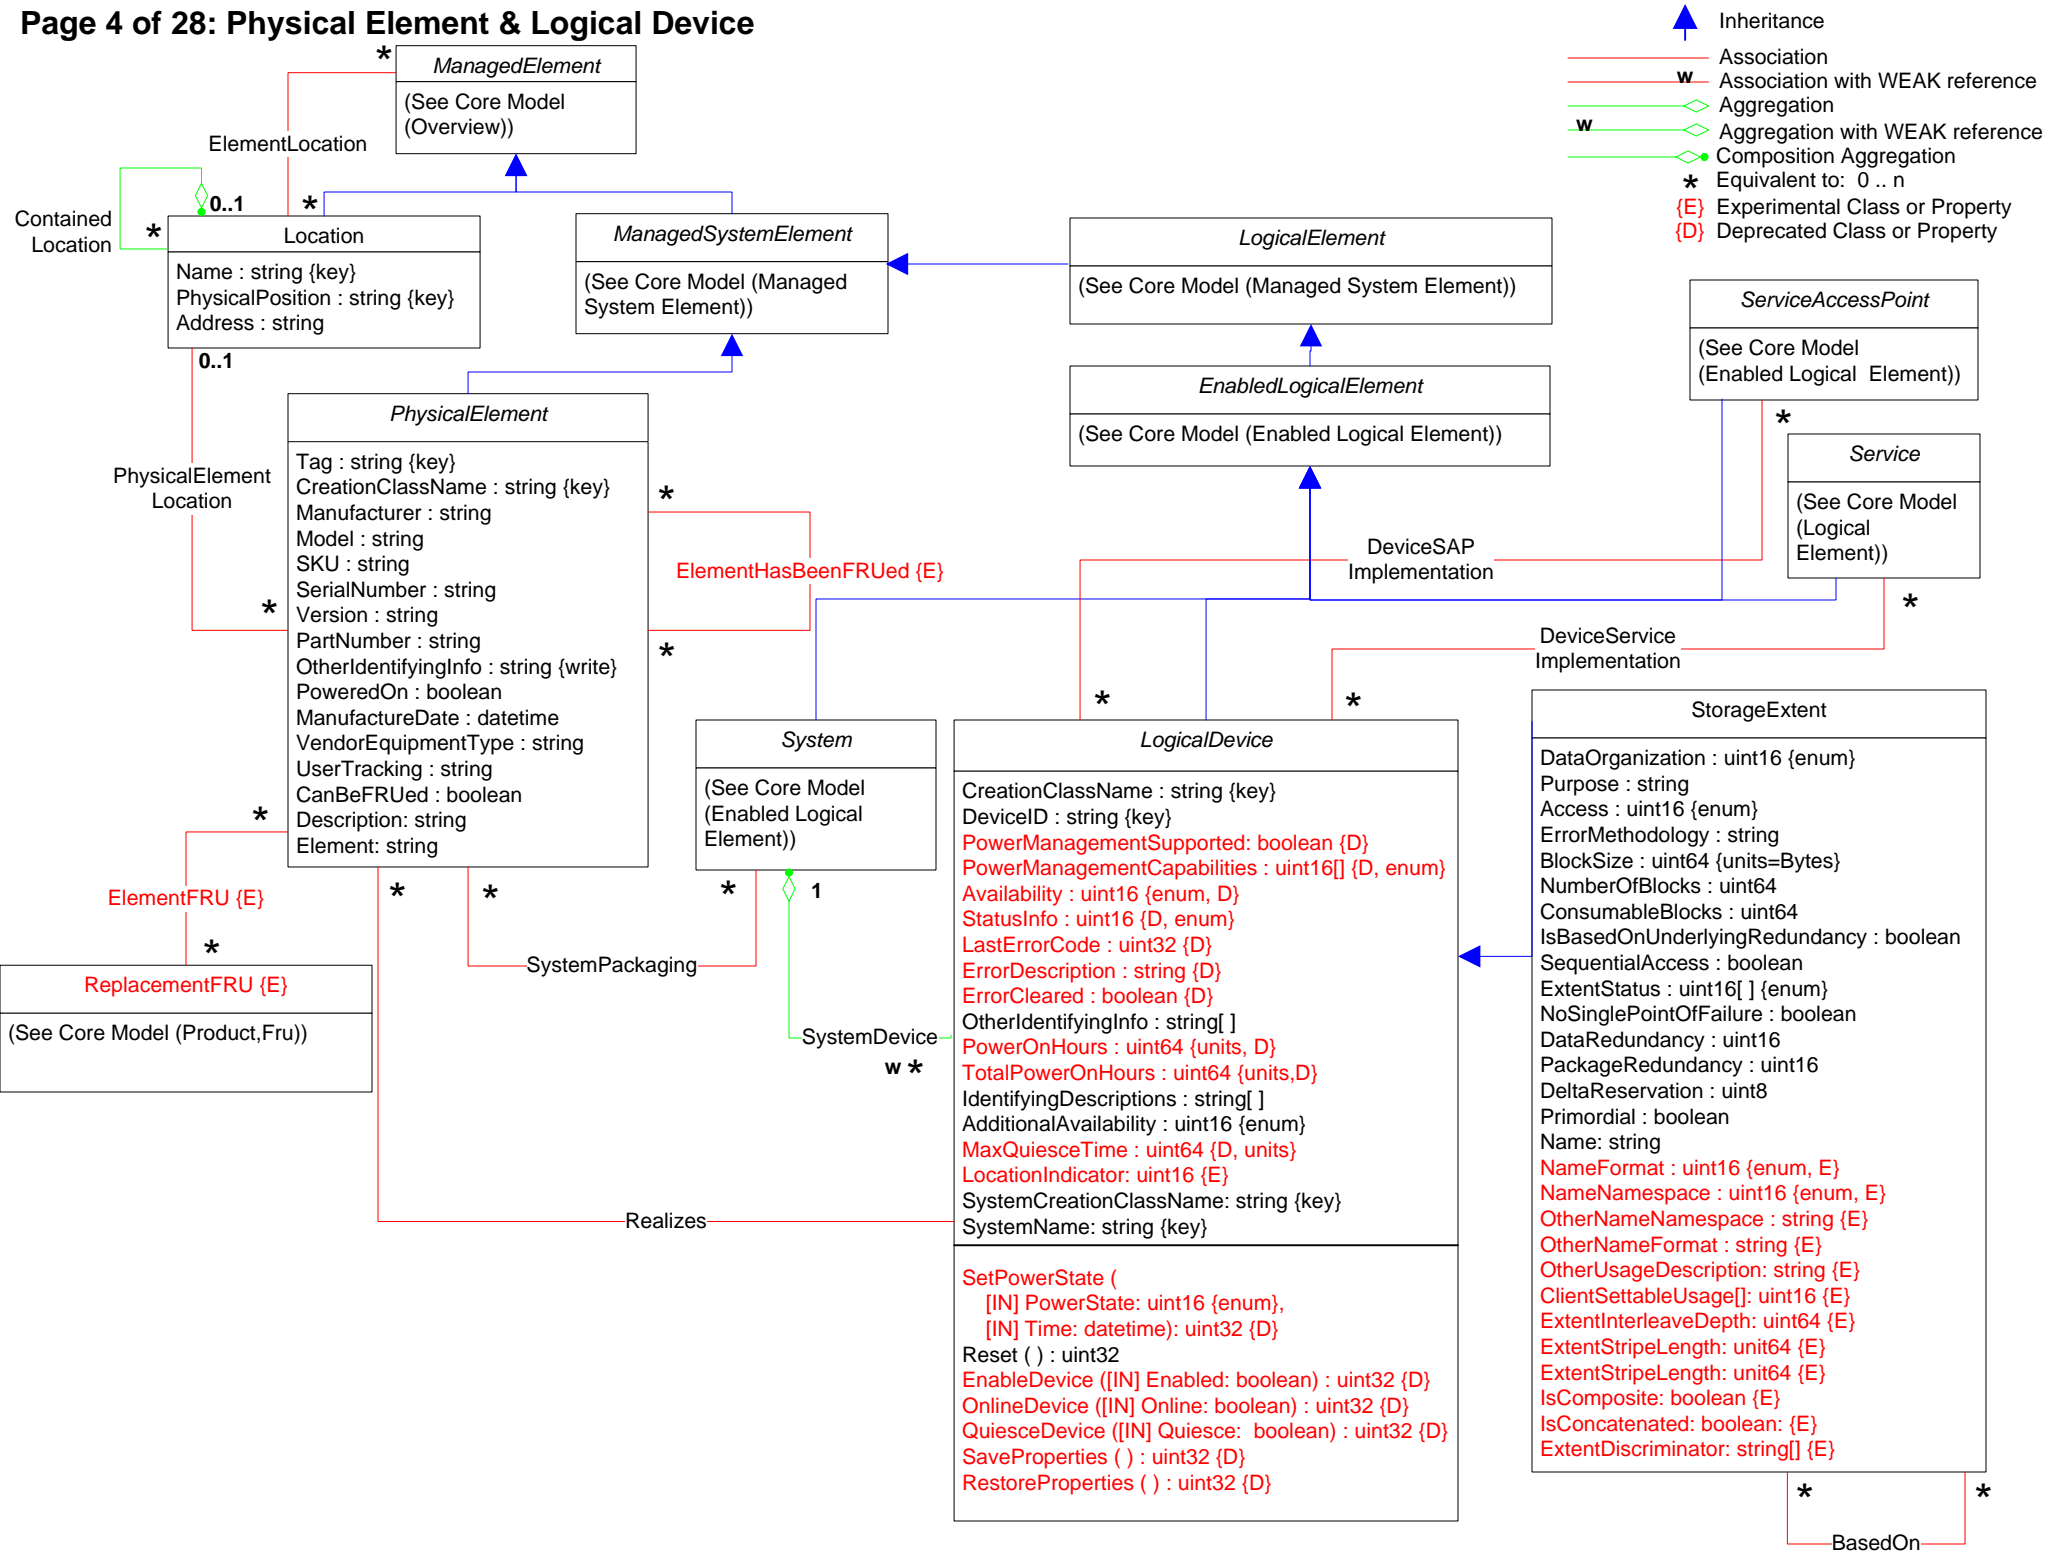 Page 4 of 28: Physical Element & Logical Device
Inheritance
Association
w
Association with WEAK reference
Aggregation
w
Aggregation with WEAK reference
Composition Aggregation
* Equivalent to: 0 .. n
{E} Experimental Class or Property
{D} Deprecated Class or Property
*
ManagedElement
(See Core Model
(Overview))
ElementLocation
Contained
Location
*
0..1
*
Location
Name : string {key}
PhysicalPosition : string {key}
Address : string
0..1
ManagedSystemElement
(See Core Model (Managed
System Element))
LogicalElement
(See Core Model (Managed System Element))
ServiceAccessPoint
(See Core Model
(Enabled Logical Element))
*
EnabledLogicalElement
(See Core Model (Enabled Logical Element))
Service
(See Core Model
(Logical
Element))
*
PhysicalElement
Location
*
PhysicalElement
Tag : string {key}
CreationClassName : string {key}
Manufacturer : string
Model : string
SKU : string
SerialNumber : string
Version : string
PartNumber : string
OtherIdentifyingInfo : string {write}
PoweredOn : boolean
ManufactureDate : datetime
VendorEquipmentType : string
UserTracking : string
CanBeFRUed : boolean
Description: string
Element: string
*
ElementHasBeenFRUed {E}
*
DeviceSAP
Implementation
*
DeviceService
Implementation
*
*
ElementFRU {E}
*
ReplacementFRU {E}
(See Core Model (Product,Fru))
*
*
SystemPackaging
*
System
(See Core Model
(Enabled Logical
Element))
1
SystemDevice
w *
Realizes
LogicalDevice
CreationClassName : string {key}
DeviceID : string {key}
PowerManagementSupported: boolean {D}
PowerManagementCapabilities : uint16[] {D, enum}
Availability : uint16 {enum, D}
StatusInfo : uint16 {D, enum}
LastErrorCode : uint32 {D}
ErrorDescription : string {D}
ErrorCleared : boolean {D}
OtherIdentifyingInfo : string[ ]
PowerOnHours : uint64 {units, D}
TotalPowerOnHours : uint64 {units,D}
IdentifyingDescriptions : string[ ]
AdditionalAvailability : uint16 {enum}
MaxQuiesceTime : uint64 {D, units}
LocationIndicator: uint16 {E}
SystemCreationClassName: string {key}
SystemName: string {key}
SetPowerState (
[IN] PowerState: uint16 {enum},
[IN] Time: datetime): uint32 {D}
Reset ( ) : uint32
EnableDevice ([IN] Enabled: boolean) : uint32 {D}
OnlineDevice ([IN] Online: boolean) : uint32 {D}
QuiesceDevice ([IN] Quiesce: boolean) : uint32 {D}
SaveProperties ( ) : uint32 {D}
RestoreProperties ( ) : uint32 {D}
StorageExtent
DataOrganization : uint16 {enum}
Purpose : string
Access : uint16 {enum}
ErrorMethodology : string
BlockSize : uint64 {units=Bytes}
NumberOfBlocks : uint64
ConsumableBlocks : uint64
IsBasedOnUnderlyingRedundancy : boolean
SequentialAccess : boolean
ExtentStatus : uint16[ ] {enum}
NoSinglePointOfFailure : boolean
DataRedundancy : uint16
PackageRedundancy : uint16
DeltaReservation : uint8
Primordial : boolean
Name: string
NameFormat : uint16 {enum, E}
NameNamespace : uint16 {enum, E}
OtherNameNamespace : string {E}
OtherNameFormat : string {E}
OtherUsageDescription: string {E}
ClientSettableUsage[]: uint16 {E}
ExtentInterleaveDepth: uint64 {E}
ExtentStripeLength: unit64 {E}
ExtentStripeLength: unit64 {E}
IsComposite: boolean {E}
IsConcatenated: boolean: {E}
ExtentDiscriminator: string[] {E}
*
*
BasedOn